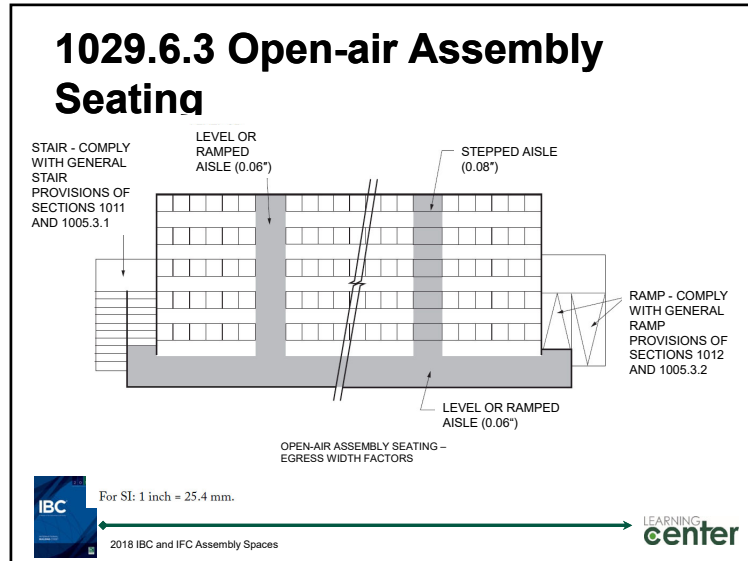 1029.6.3 Open-air Assembly
Seating
STAIR - COMPLY
WITH GENERAL
STAIR
PROVISIONS OF
SECTIONS 1011
AND 1005.3.1
LEVEL OR
RAMPED
AISLE (0.06″)
STEPPED AISLE
(0.08″)
RAMP - COMPLY
WITH GENERAL
RAMP
PROVISIONS OF
SECTIONS 1012
AND 1005.3.2
LEVEL OR RAMPED
AISLE (0.06“)
OPEN-AIR ASSEMBLY SEATING –
EGRESS WIDTH FACTORS
For SI: 1 inch = 25.4 mm.
IBC
2018 IBC and IFC Assembly Spaces
LEARNING
center